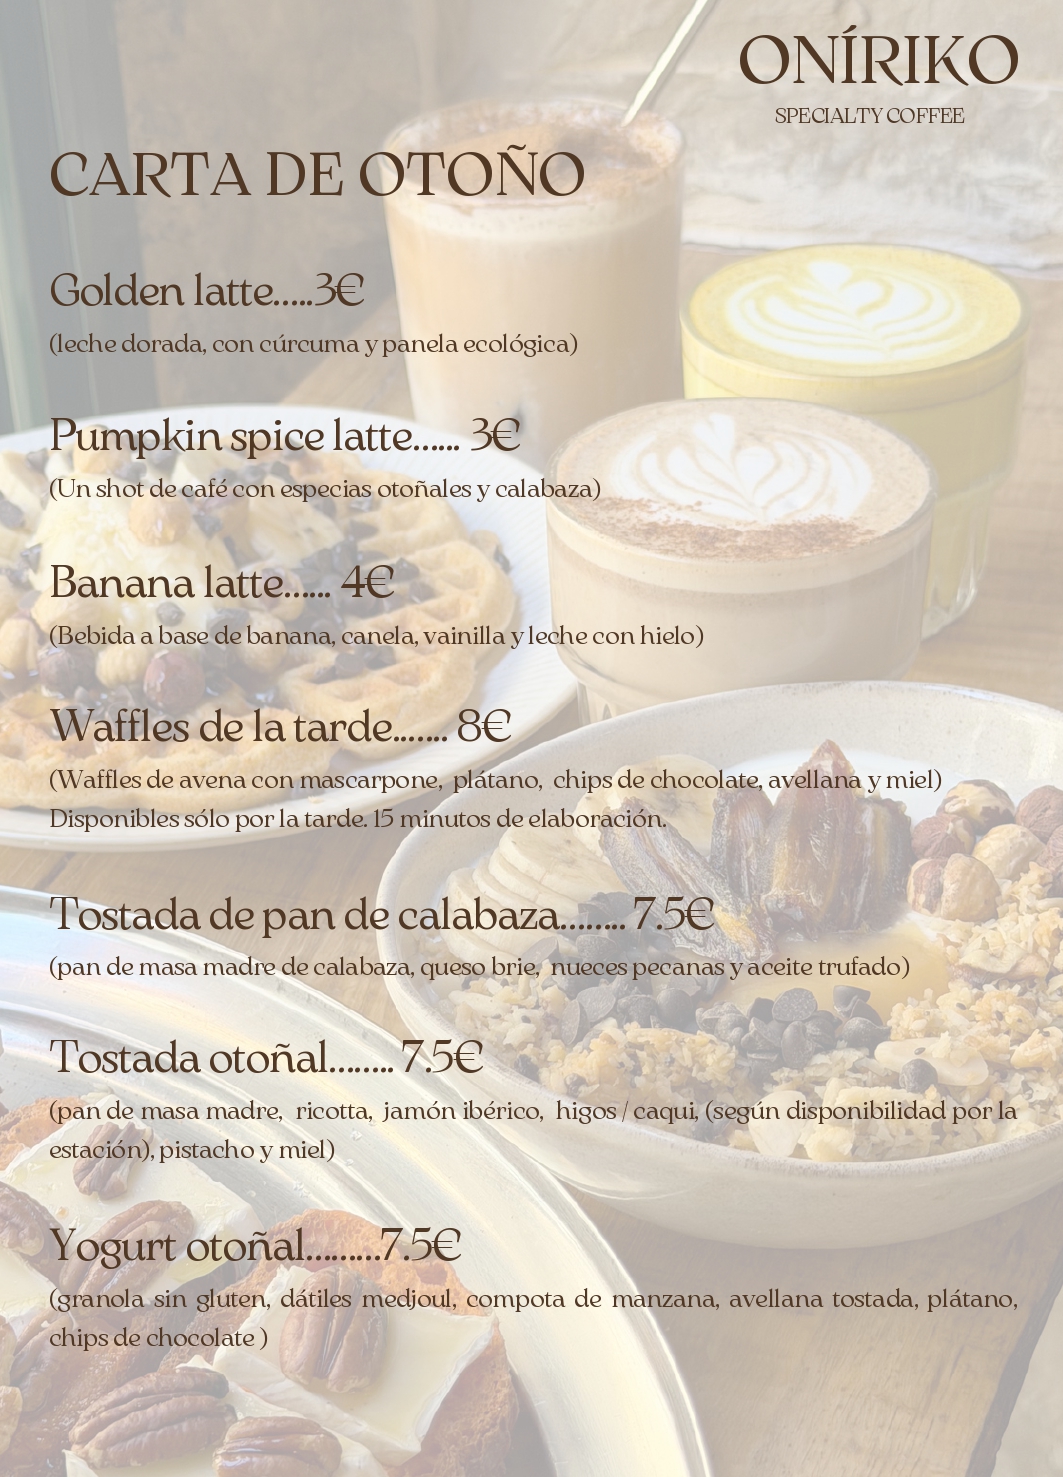 ONÍRIKO
SPECIALTY COFFEE
CARTA DE OTOÑO
Golden latte.....3€
(leche dorada, con cúrcuma y panela ecológica)
Pumpkin spice latte...... 3€
(Un shot de café con especias otoñales y calabaza)
Banana latte...... 4€
(Bebida a base de banana, canela, vainilla y leche con hielo)
Waffles de la tarde....... 8€
(Waffles de avena con mascarpone, plátano, chips de chocolate, avellana y miel)
Disponibles sólo por la tarde. 15 minutos de elaboración.
Tostada de pan de calabaza........ 7.5€
(pan de masa madre de calabaza, queso brie, nueces pecanas y aceite trufado)
Tostada otoñal........ 7.5€
(pan de masa madre, ricotta, jamón ibérico, higos / caqui, (según disponibilidad por la
estación), pistacho y miel)
Yogurt otoñal.........7.5€
(granola sin gluten, dátiles medjoul, compota de manzana, avellana tostada, plátano,
chips de chocolate )